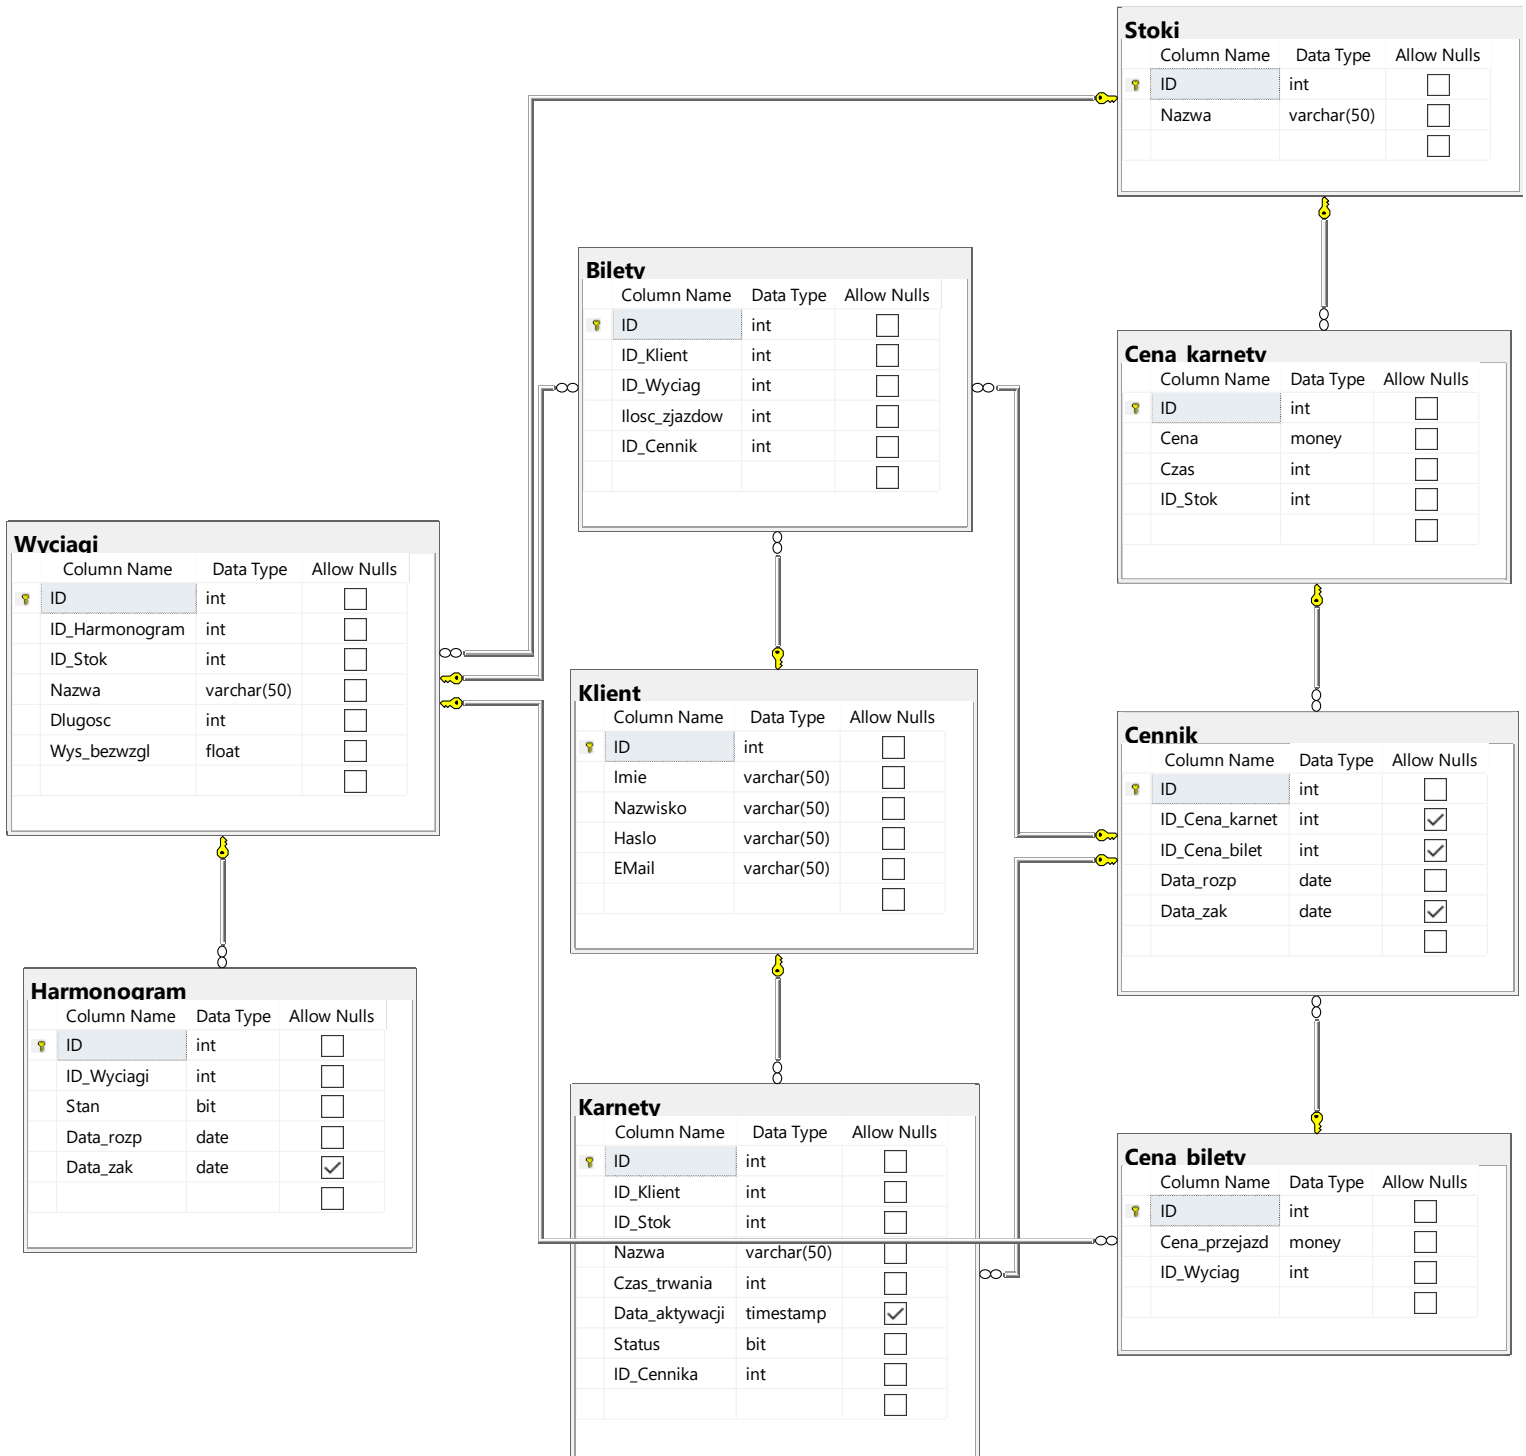 Stoki
Column Name Data Type Allow Nulls
ID int
Nazwa varchar(50)
Bilety
Column Name Data Type Allow Nulls
ID int
ID_Klient int
ID_Wyciag int
Ilosc_zjazdow int
ID_Cennik int
Cena_karnety
Column Name Data Type Allow Nulls
ID int
Cena money
Czas int
ID_Stok int
Wyciagi
Column Name Data Type Allow Nulls
ID int
ID_Harmonogram int
ID_Stok int
Nazwa varchar(50)
Dlugosc int
Wys_bezwzgl float
Klient
Column Name Data Type Allow Nulls
ID int
Imie varchar(50)
Nazwisko varchar(50)
Haslo varchar(50)
EMail varchar(50)
Cennik
Column Name Data Type Allow Nulls
ID int
ID_Cena_karnet int
ID_Cena_bilet int
Data_rozp date
Data_zak date
Harmonogram
Column Name Data Type Allow Nulls
ID int
ID_Wyciagi int
Stan bit
Data_rozp date
Data_zak date
Karnety
Column Name Data Type Allow Nulls
ID int
ID_Klient int
ID_Stok int
Nazwa varchar(50)
Czas_trwania int
Data_aktywacji timestamp
Status bit
ID_Cennika int
Cena_bilety
Column Name Data Type Allow Nulls
ID int
Cena_przejazd money
ID_Wyciag int